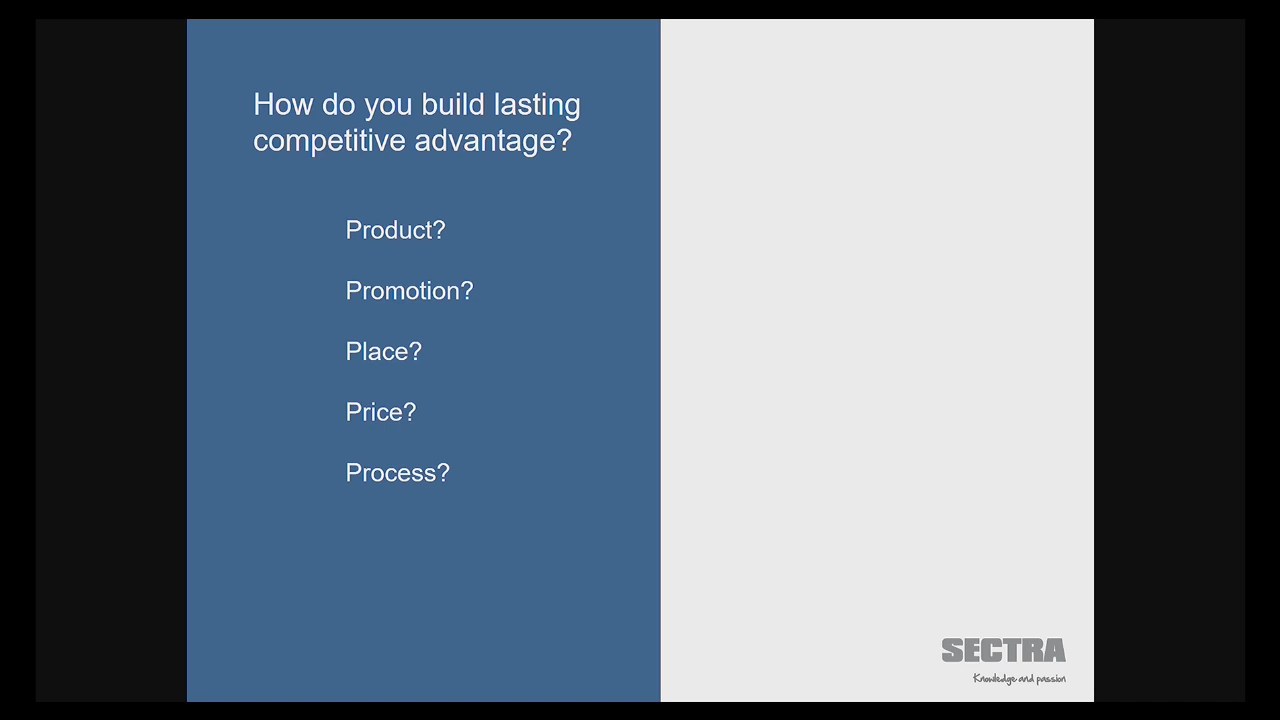 How do you build lasting
competitive advantage?
Product?
Promotion?
Place?
Price?
Process?
SECTRA
Knowledge and passion